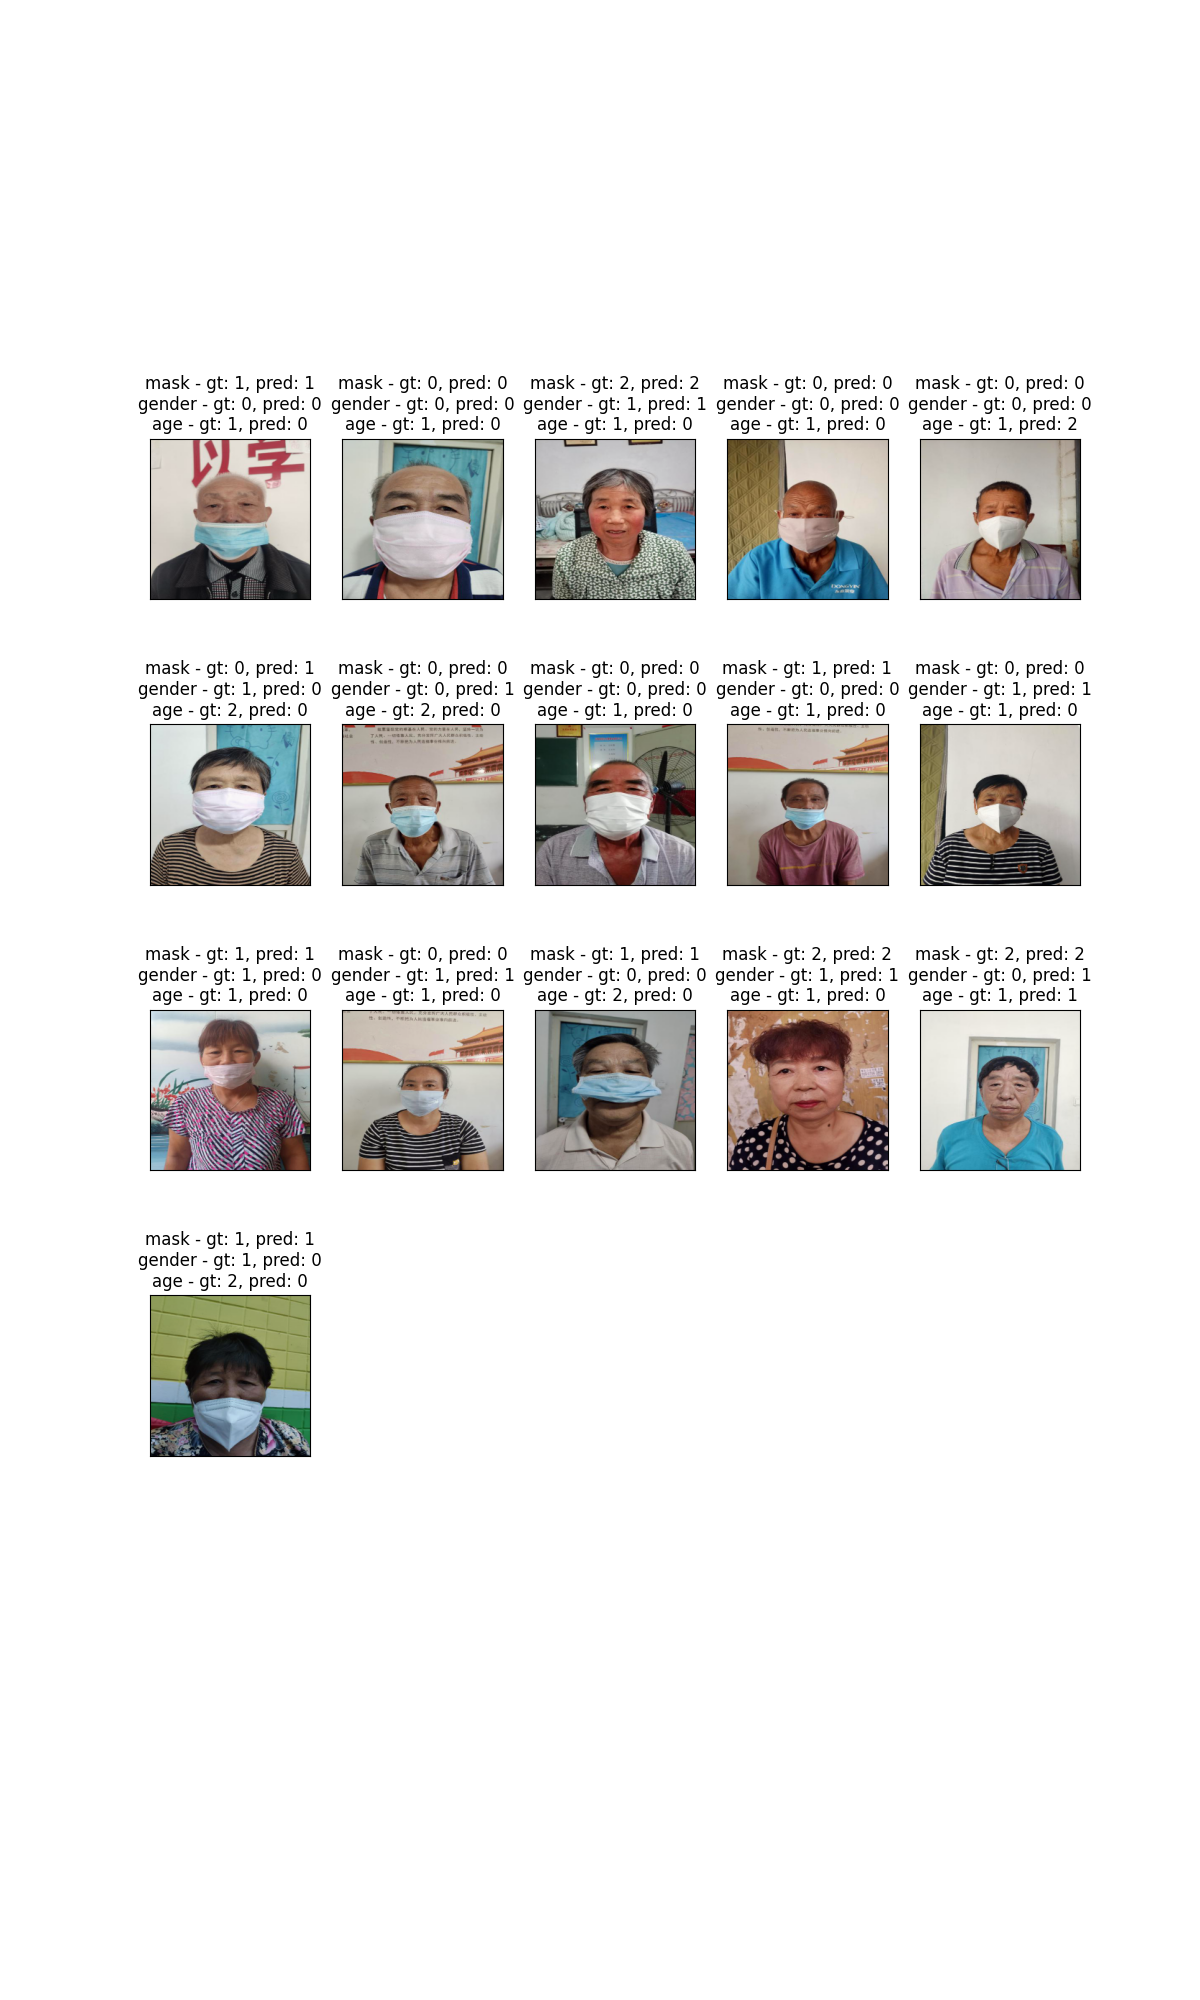 mask - gt: 1, pred: 1
gender - gt: 0, pred: 0
age - gt: 1, pred: 0
mask - gt: 0, pred: 0
gender - gt: 0, pred: 0
age - gt: 1, pred: 0
mask - gt: 2, pred: 2
gender - gt: 1, pred: 1
age - gt: 1, pred: 0
mask - gt: 0, pred: 0
gender - gt: 0, pred: 0
age - gt: 1, pred: 0
mask - gt: 0, pred: 0
gender - gt: 0, pred: 0
age - gt: 1, pred: 2
以学
mask - gt: 0, pred: 1
gender - gt: 1, pred: 0
age - gt: 2, pred: 0
mask - gt: 0, pred: 0
gender - gt: 0, pred: 1
age - gt: 2, pred: 0
mask - gt: 0, pred: 0
gender - gt: 0, pred: 0
age - gt: 1, pred: 0
mask - gt: 1, pred: 1
gender - gt: 0, pred: 0
age - gt: 1, pred: 0
mask - gt: 0, pred: 0
gender - gt: 1, pred: 1
age - gt: 1, pred: 0
mask - gt: 1, pred: 1
gender - gt: 1, pred: 0
age - gt: 1, pred: 0
mask - gt: 0, pred: 0
gender - gt: 1, pred: 1
age - gt: 1, pred: 0
mask - gt: 1, pred: 1
gender - gt: 0, pred: 0
age - gt: 2, pred: 0
mask - gt: 2, pred: 2
gender - gt: 1, pred: 1
age - gt: 1, pred: 0
mask - gt: 2, pred: 2
gender - gt: 0, pred: 1
age - gt: 1, pred: 1
mask - gt: 1, pred: 1
gender - gt: 1, pred: 0
age - gt: 2, pred: 0